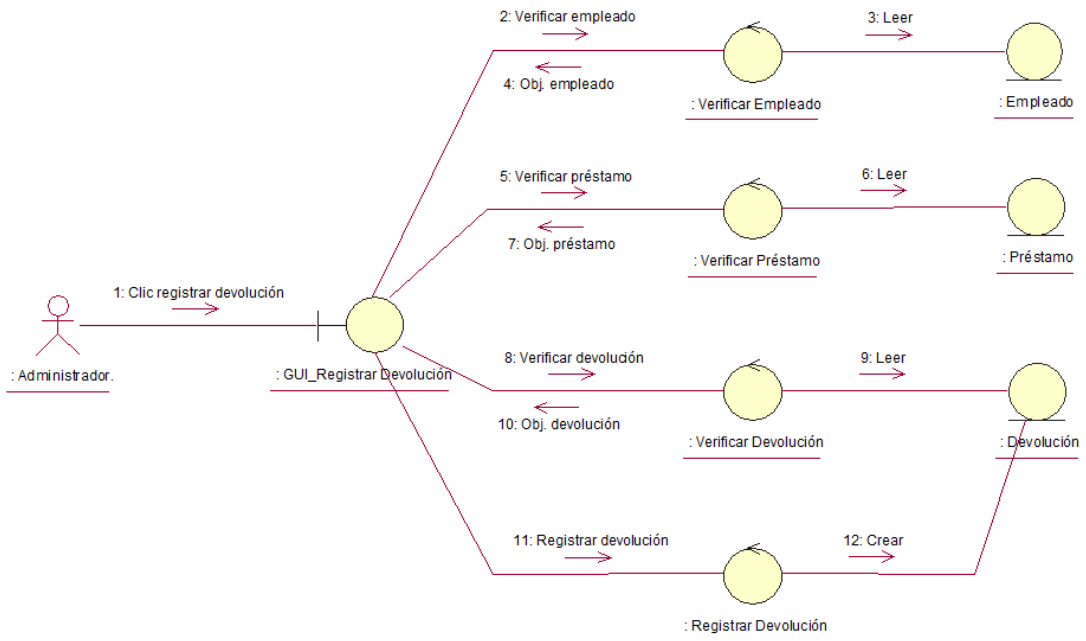 2: Verificar empleado
3: Leer
4: Obj. empleado
: Verificar Empleado
: Empleado
5: Verificar préstamo
6: Leer
7: Obj. préstamo
: Verificar Préstamo
: Préstamo
1: Clic registrar devolución
: Administrador.
: GUI_Registrar Devolución
8: Verificar devolución
9: Leer
10: Obj. devolución
: Verificar Devolución
: Devolución
11: Registrar devolución
12: Crear
: Registrar Devolución